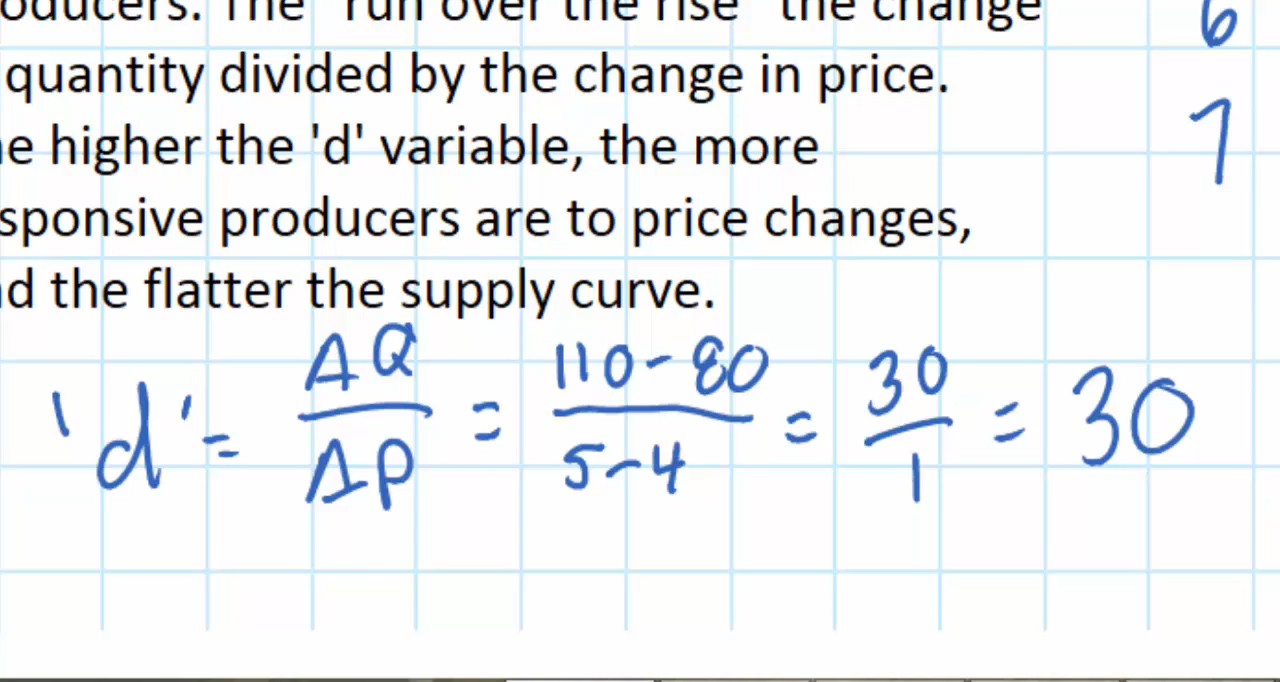 oducers. The "run over the rise" the change
6
quantity divided by the change in price.
7
e higher the 'd' variable, the more
sponsive producers are to price changes,
d the flatter the supply curve.
'd' = ΔQ/ΔP = 110-80/5-4 = 30/1 = 30